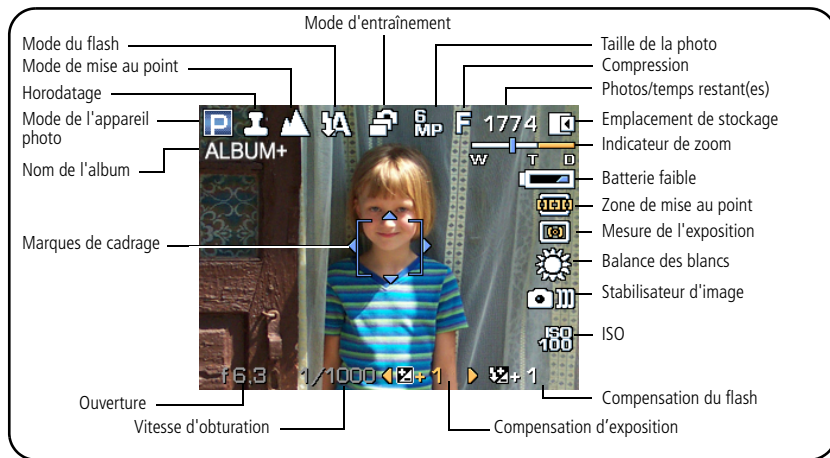 Mode d'entraînement
Mode du flash
Mode de mise au point
Horodatage
Mode de l'appareil
photo
Nom de l'album
Marques de cadrage
Ouverture
Vitesse d'obturation
Taille de la photo
Compression
Photos/temps restant(es)
Emplacement de stockage
Indicateur de zoom
Batterie faible
Zone de mise au point
Mesure de l'exposition
Balance des blancs
Stabilisateur d'image
ISO
Compensation du flash
Compensation d’exposition
P A 6 MP F 1774
ALBUM+
W T D
ISO
100
f 6.3 1/1000 + 1 + 1